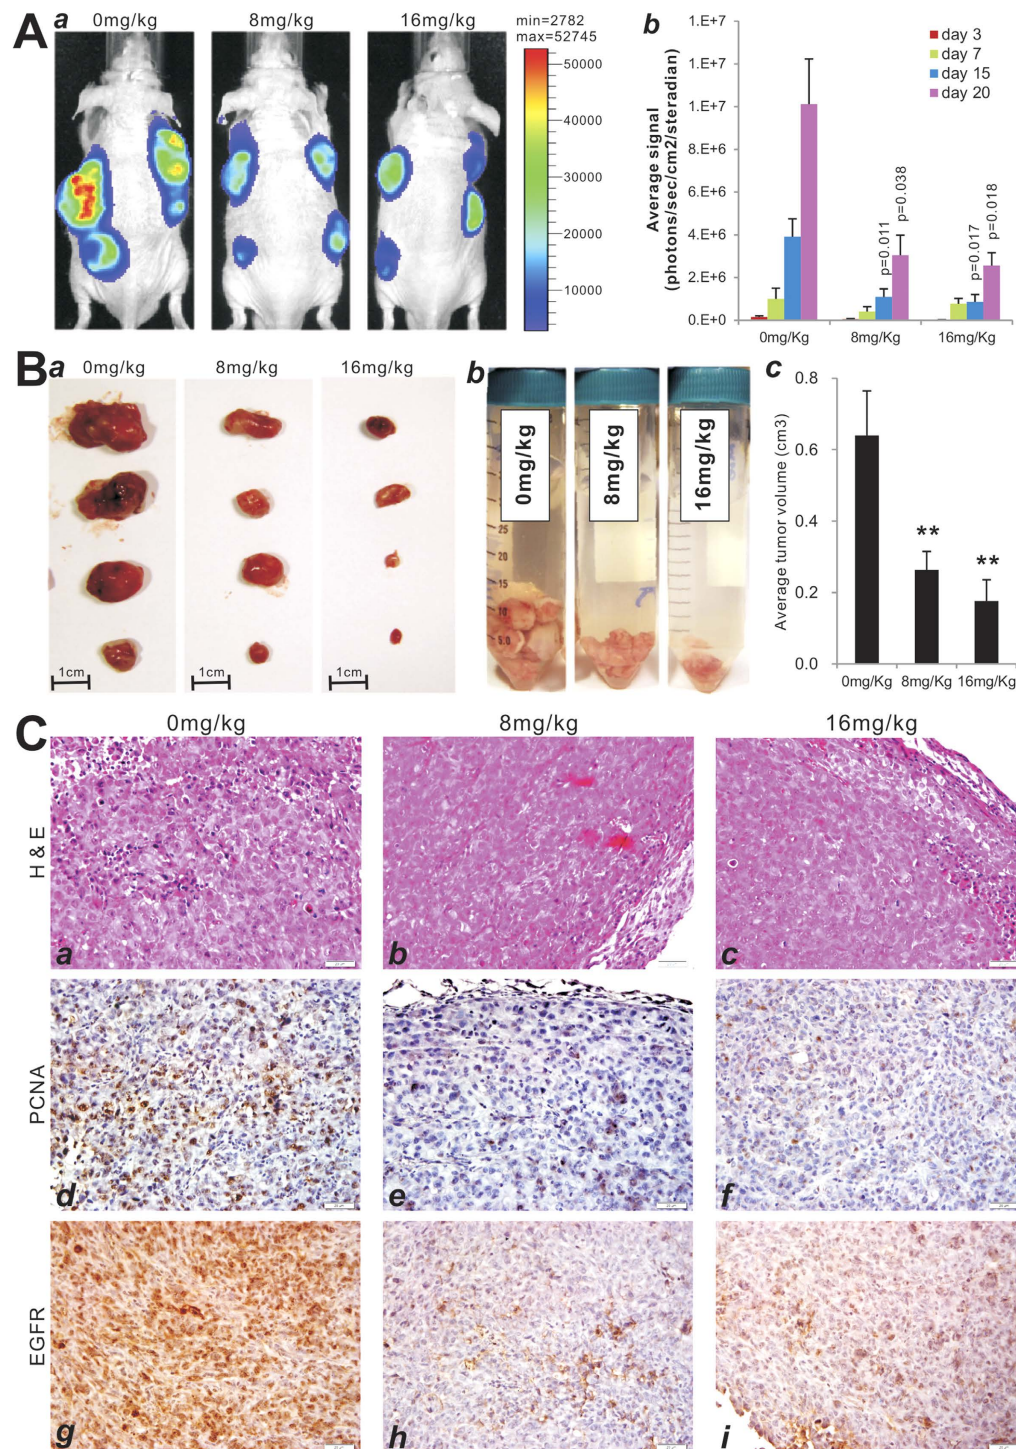 A
a
0mg/kg
8mg/kg
16mg/kg
min=2782
max=52745
50000
40000
30000
20000
10000
b
Average signal
(photons/sec/cm2/steradian)
1.E+7
1.E+7
1.E+7
8.E+6
6.E+6
4.E+6
2.E+6
0.E+0
day 3
day 7
day 15
day 20
p=0.011
p=0.038
p=0.017
p=0.018
0mg/Kg
8mg/Kg
16mg/Kg
B
a
0mg/kg
8mg/kg
16mg/kg
1cm
1cm
1cm
b
0mg/kg
8mg/kg
16mg/kg
25
20
15
10
5.0
c
Average tumor volume (cm3)
0.8
0.6
0.4
0.2
0.0
**
**
0mg/Kg
8mg/Kg
16mg/Kg
C
0mg/kg
8mg/kg
16mg/kg
H & E
a
b
c
PCNA
d
e
f
EGFR
g
h
i